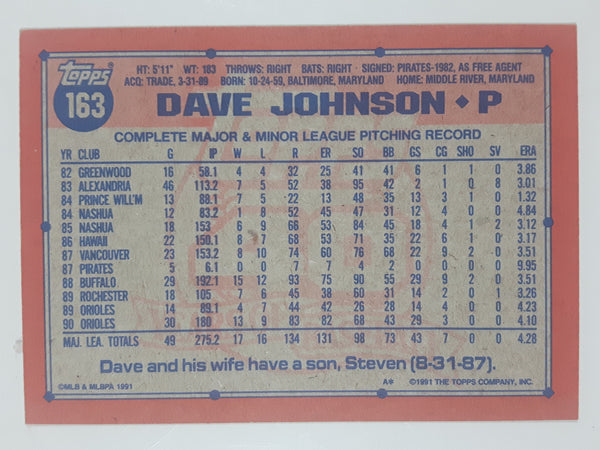 topps®
163
HT: 5'11" WT: 183 THROWS: RIGHT BATS: RIGHT SIGNED: PIRATES-1982, AS FREE AGENT
ACQ: TRADE, 3-31-89 BORN: 10-24-59, BALTIMORE, MARYLAND HOME: MIDDLE RIVER, MARYLAND
DAVE JOHNSON • P
COMPLETE MAJOR & MINOR LEAGUE PITCHING RECORD
YR CLUB G IP W L R ER SO BB GS CG SHO SV ERA
82 GREENWOOD 16 58.1 4 4 32 25 41 41 6 1 1 0 3.86
83 ALEXANDRIA 46 113.2 7 5 52 38 95 42 2 1 0 8 3.01
84 PRINCE WILL'M 13 54 7 5 22 13 48 35 13 3 1 0 1.32
84 NASHUA 12 83.2 1 8 52 45 47 31 12 4 0 0 4.84
85 NASHUA 18 153 6 9 65 53 84 28 18 4 1 2 3.12
86 HAWAII 22 150.1 8 7 68 53 71 35 22 6 1 0 3.17
87 VANCOUVER 23 153.2 8 10 74 60 76 68 22 9 2 0 3.51
87 PIRATES 5 6.1 0 0 7 7 4 2 0 0 0 0 9.95
88 BUFFALO 29 192.1 15 12 93 75 90 55 29 9 2 0 3.51
89 ROCHESTER 18 105 7 6 45 38 60 31 14 2 0 1 3.26
89 ORIOLES 14 89.1 4 7 44 42 26 28 14 4 0 0 4.23
90 ORIOLES 30 180 13 9 83 82 68 43 29 3 0 0 4.10
MAJ. LEA. TOTALS 49 275.2 17 16 134 131 98 73 43 7 0 0 4.28
Dave and his wife have a son, Steven (8-31-87).
©MLB & MLBPA 1991 A* ©1991 THE TOPPS COMPANY, INC.